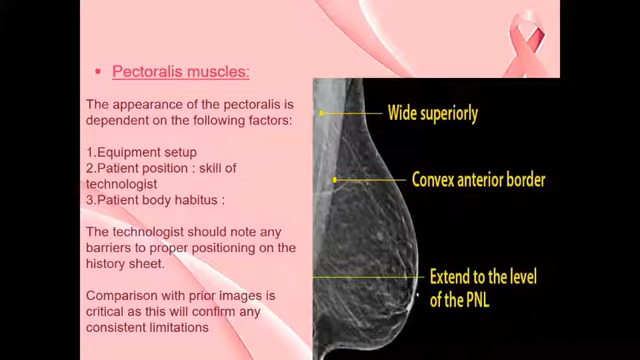 Pectoralis muscles:
The appearance of the pectoralis is
dependent on the following factors:
1.Equipment setup
2.Patient position : skill of
technologist
3.Patient body habitus :
The technologist should note any
barriers to proper positioning on the
history sheet.
Comparison with prior images is
critical as this will confirm any
consistent limitations
Wide superiorly
Convex anterior border
Extend to the level
of the PNL